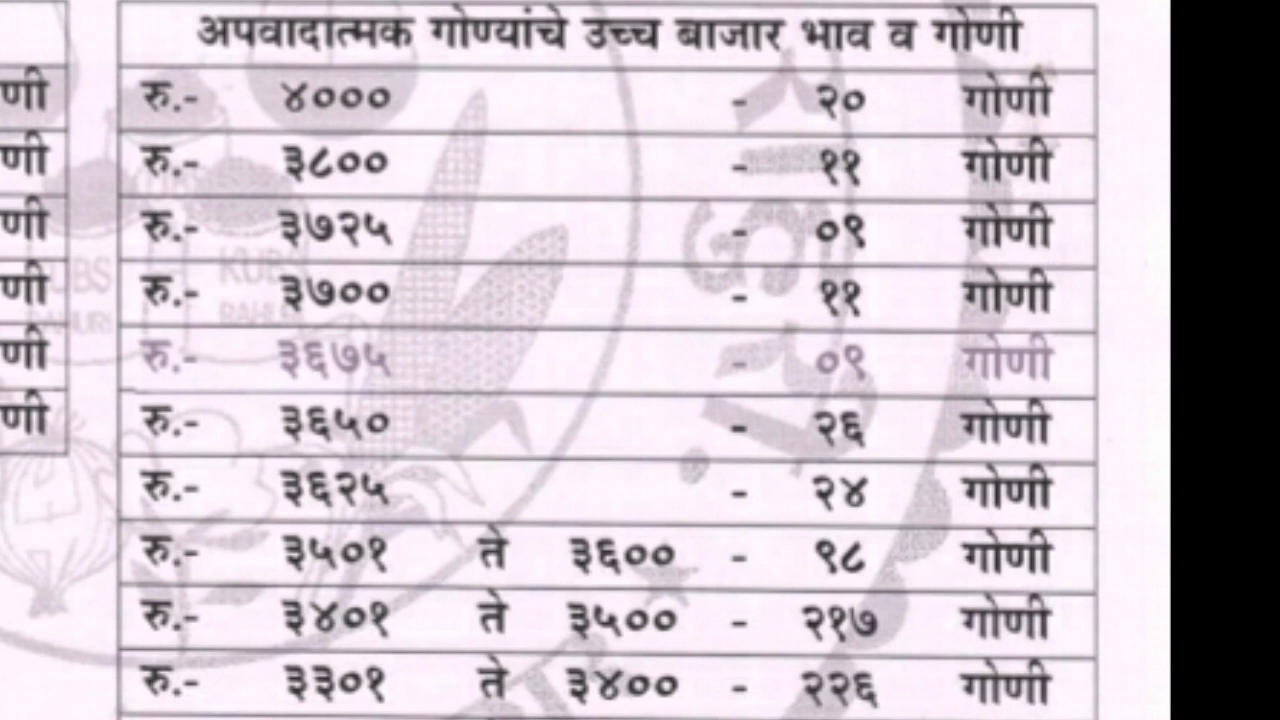 अपवादात्मक गोण्यांचे उच्च बाजार भाव व गोणी
णी रु.- ४००० - २० गोणी
णी रु.- ३८०० - ११ गोणी
णी रु.- ३७२५ - ०९ गोणी
णी रु.- ३७०० - ११ गोणी
णी रु.- ३६७५ - ०९ गोणी
णी रु.- ३६५० - २६ गोणी
रु.- ३६२५ - २४ गोणी
रु.- ३५०१ ते ३६०० - ९८ गोणी
रु.- ३४०१ ते ३५०० - २१७ गोणी
रु.- ३३०१ ते ३४०० - २२६ गोणी